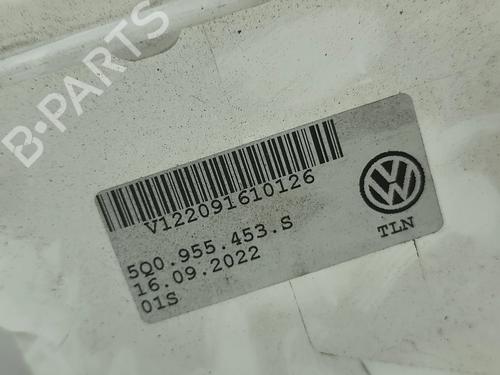 B-PARTS
V122091610126
5Q0.955.453.S
16.09.2022
01S
VW
TLN